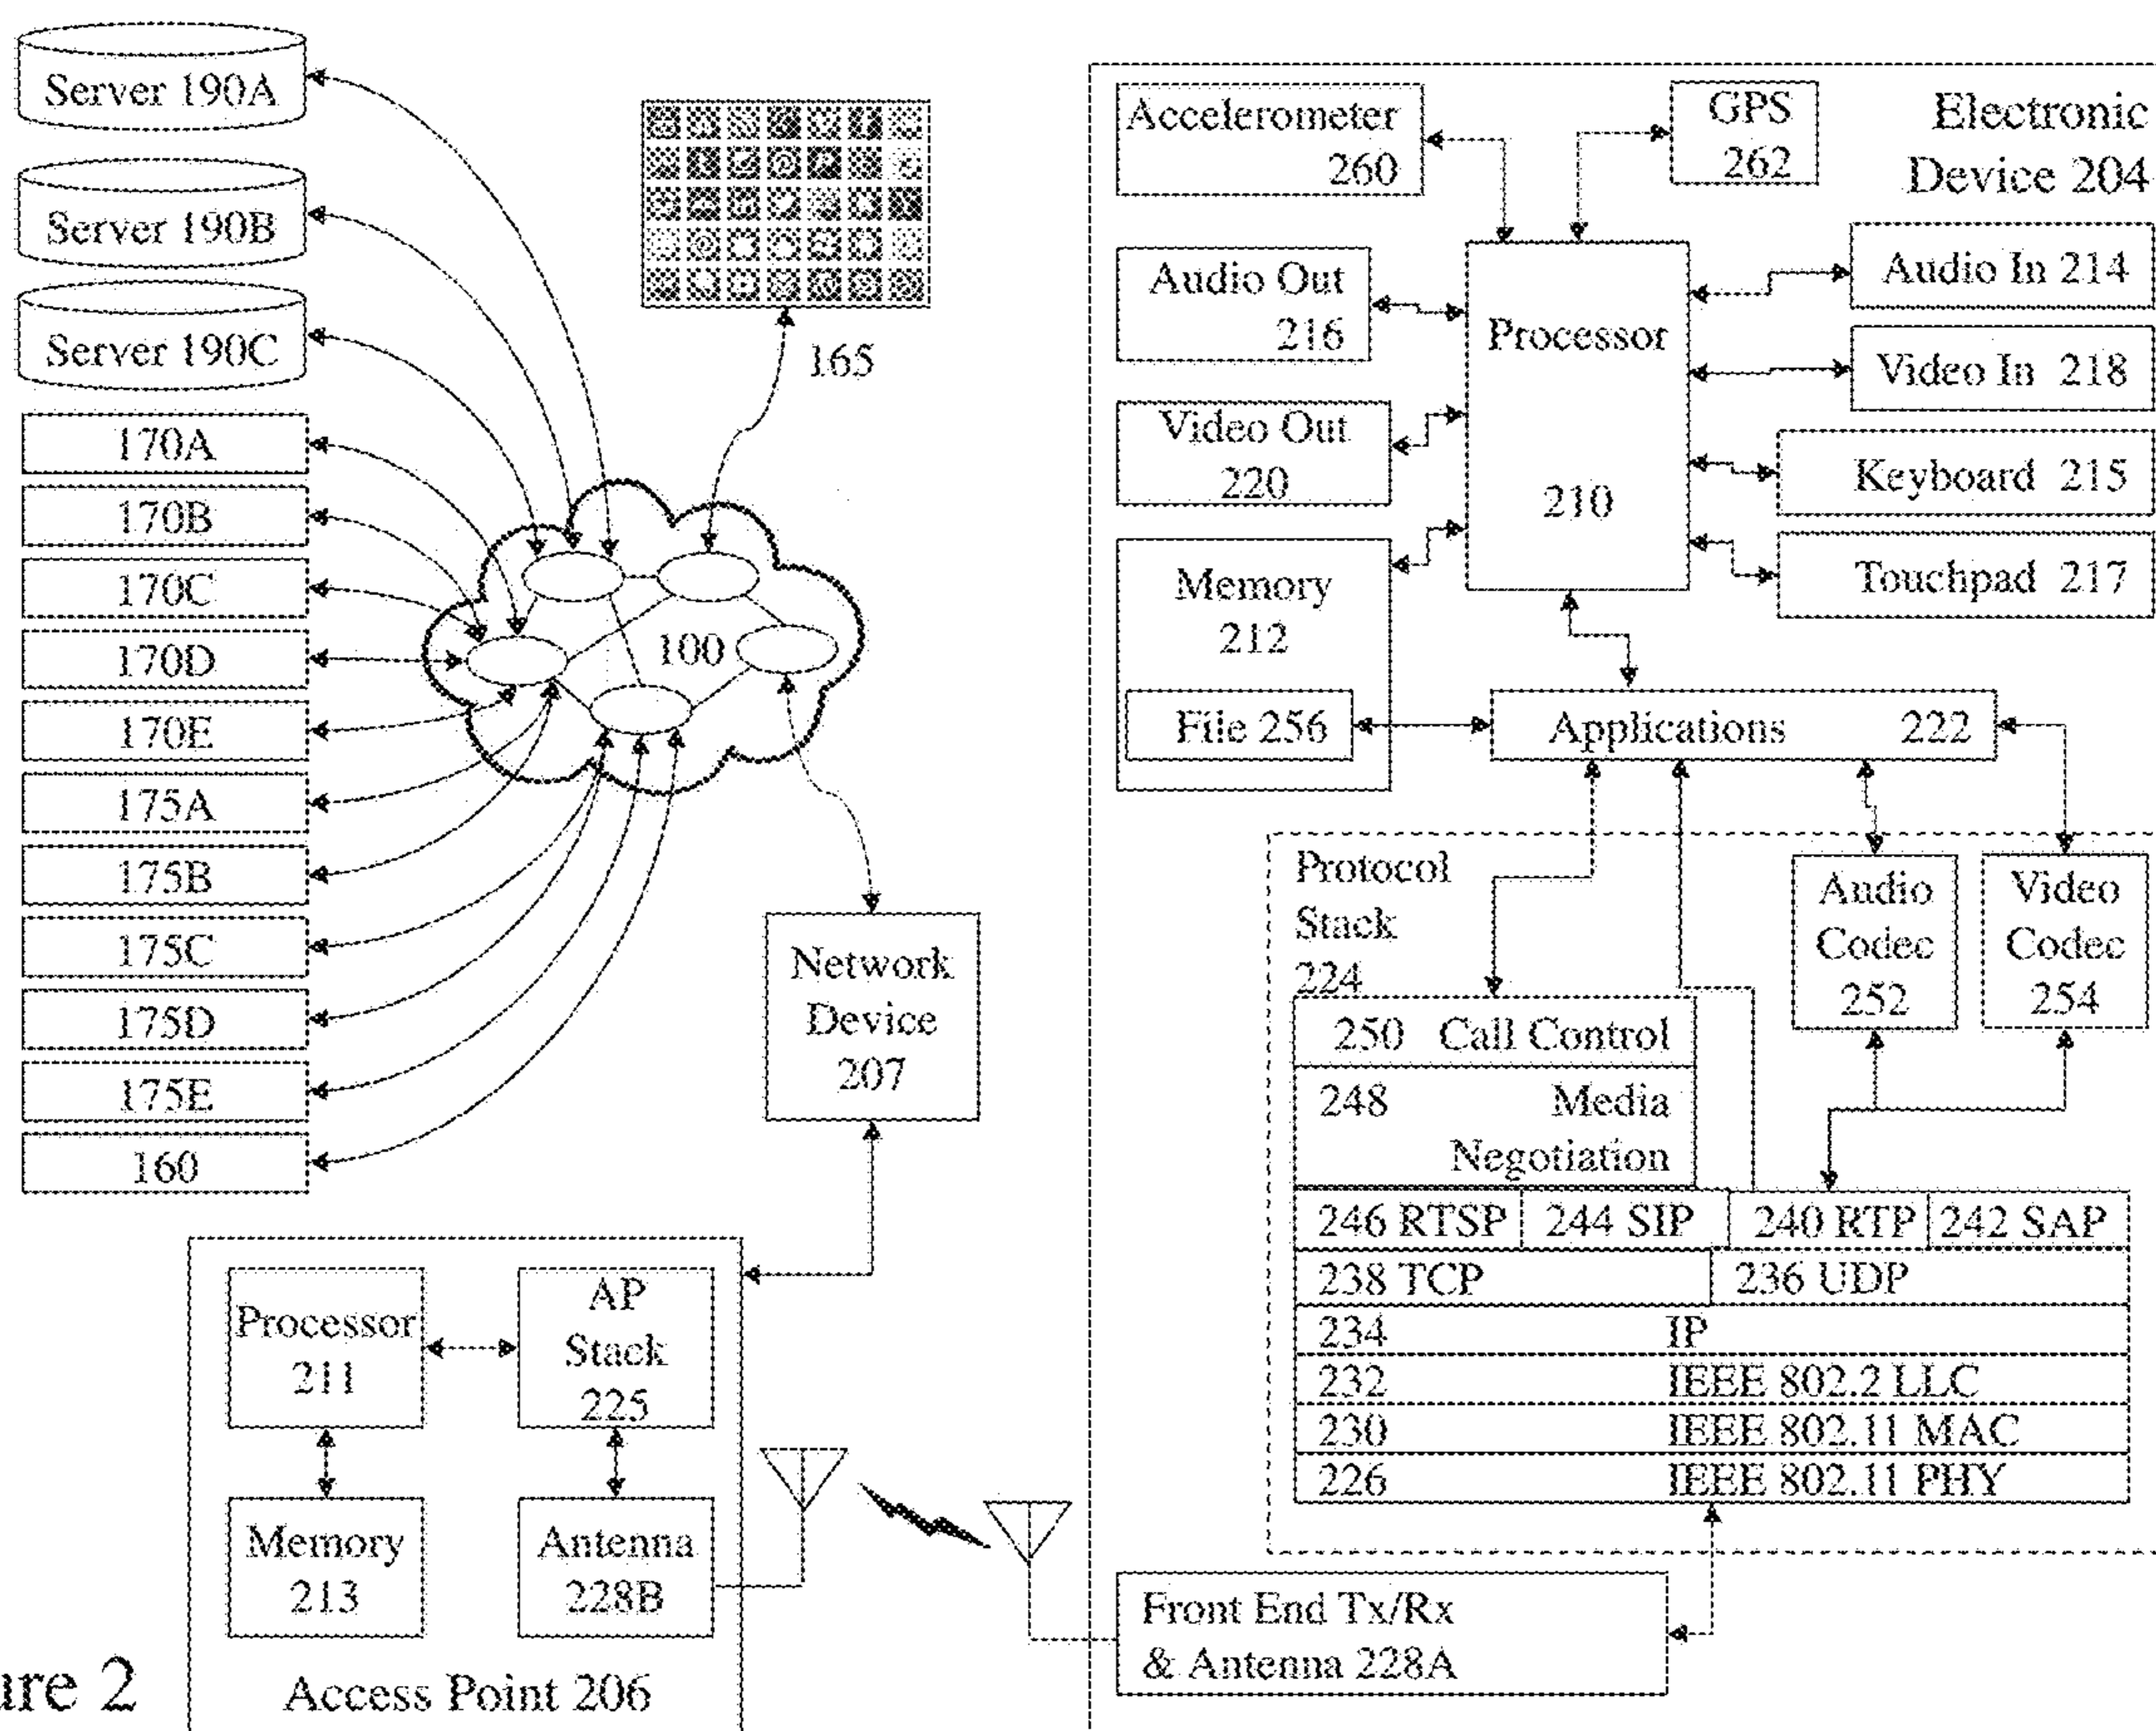 Server 190A
Server 190B
Server 190C
170A
170B
170C
170D
170E
175A
175B
175C
175D
175E
160
165
100
Network
Device
207
Processor
211
AP
Stack
225
Memory
213
Antenna
228B
Access Point 206
ure 2
Electronic
Device 204
Accelerometer
260
GPS
262
Audio Out
216
Processor
210
Audio In 214
Video In 218
Video Out
220
Keyboard 215
Touchpad 217
Memory
212
File 256
Applications 222
Protocol
Stack
224
Audio
Codec
252
Video
Codec
254
250 Call Control
248 Media
Negotiation
246 RTSP
244 SIP
240 RTP
242 SAP
238 TCP
236 UDP
234 IP
232 IEEE 802.2 LLC
230 IEEE 802.11 MAC
226 IEEE 802.11 PHY
Front End Tx/Rx
& Antenna 228A